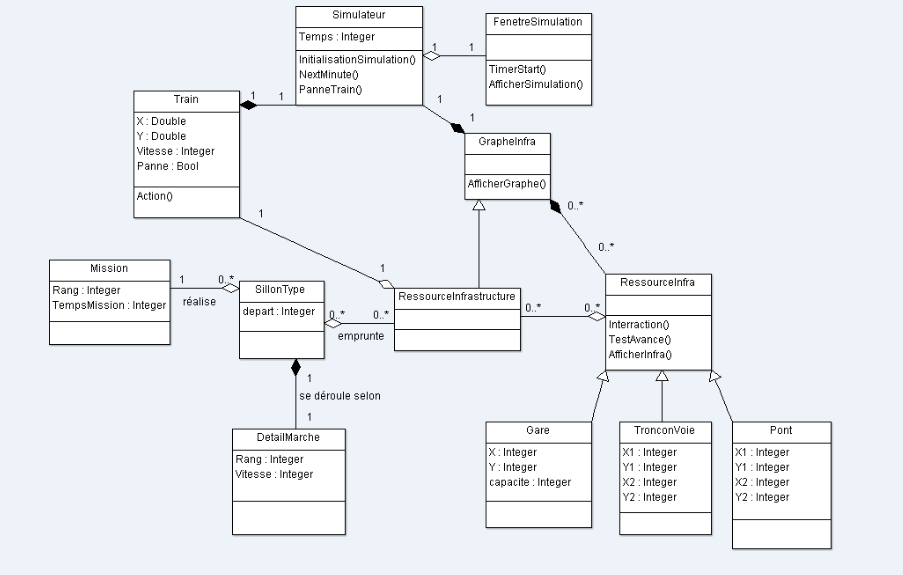 Simulateur
Temps : Integer
InitialisationSimulation()
NextMinute()
PanneTrain()
1
1
FenetreSimulation
TimerStart()
AfficherSimulation()
Train
X : Double
Y : Double
Vitesse : Integer
Panne : Bool
Action()
1
1
1
1
GrapheInfra
AfficherGraphe()
0..*
0..*
1
1
Mission
Rang : Integer
TempsMission : Integer
1
0..*
réalise
SillonType
depart : Integer
0..*
0..*
emprunte
RessourceInfrastructure
0..*
0..*
RessourceInfra
Interraction()
TestAvance()
AfficherInfra()
1
se déroule selon
1
DetailMarche
Rang : Integer
Vitesse : Integer
Gare
X : Integer
Y : Integer
capacite : Integer
TronconVoie
X1 : Integer
Y1 : Integer
X2 : Integer
Y2 : Integer
Pont
X1 : Integer
Y1 : Integer
X2 : Integer
Y2 : Integer